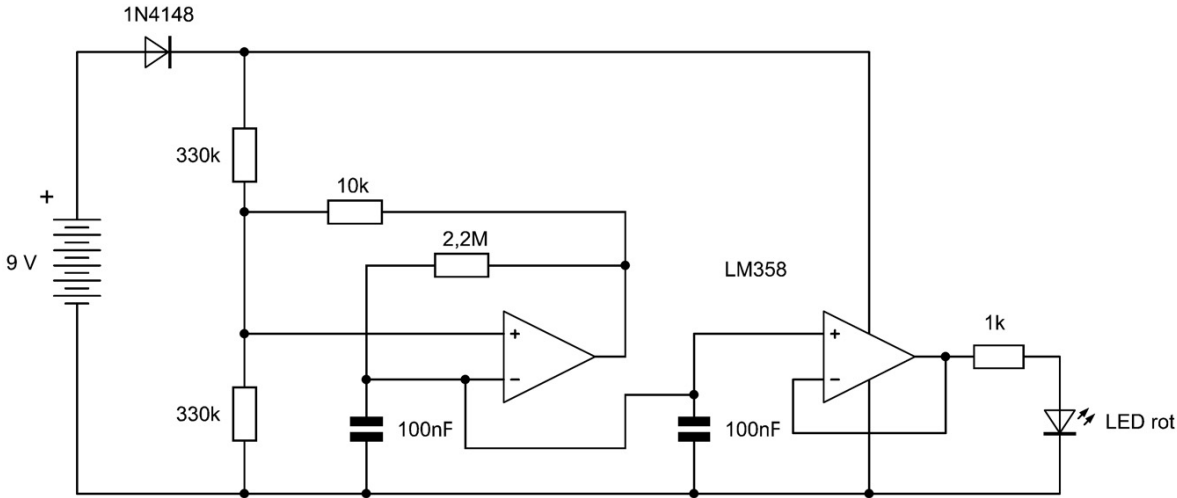 1N4148
330k
10k
+
2,2M
9 V
LM358
+
+
1k
–
–
330k
100nF
100nF
LED rot